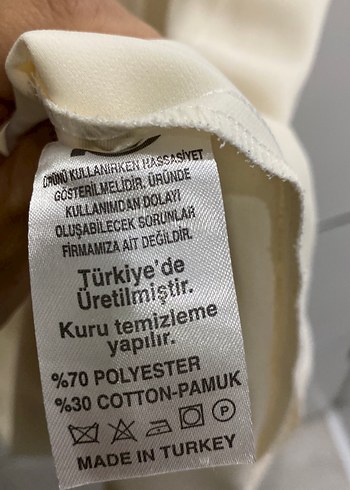 ÜRÜNÜ KULLANIRKEN HASSASİYET
GÖSTERİLMELİDİR, ÜRÜNDE
KULLANIMDAN DOLAYI
OLUŞABİLECEK SORUNLAR
FİRMAMIZA AİT DEĞİLDİR.
Türkiye'de
Üretilmiştir.
Kuru temizleme
yapılır.
%70 POLYESTER
%30 COTTON-PAMUK
P
MADE IN TURKEY